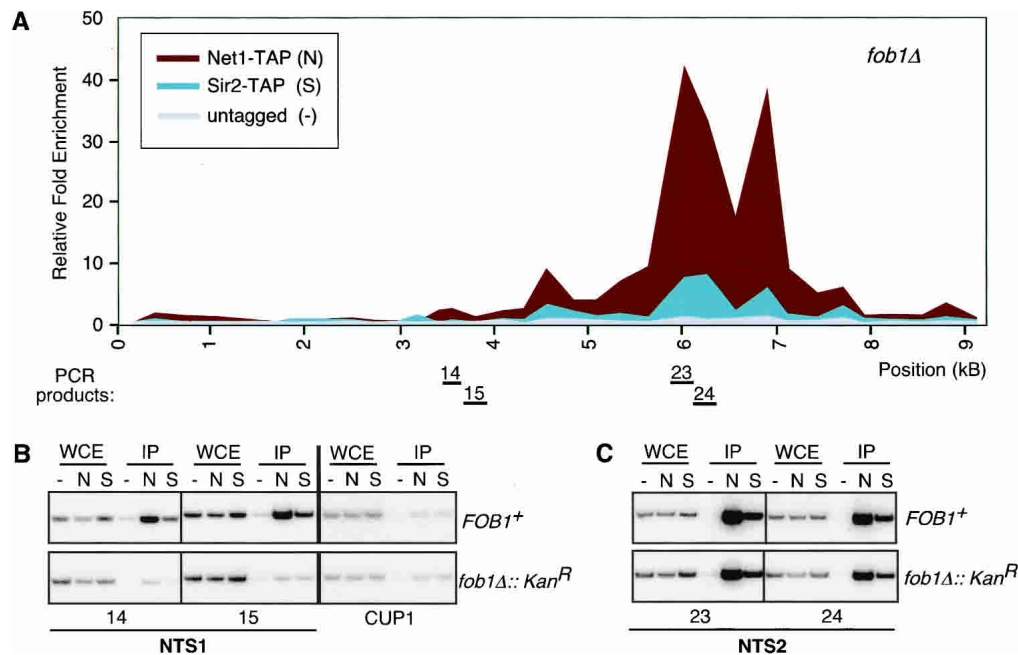 A
50
40
30
20
10
0
Relative Fold Enrichment
Net1-TAP (N)
Sir2-TAP (S)
untagged (-)
fob1Δ
0 1 2 3 4 5 6 7 8 9
Position (kB)
PCR products:
14
15
23
24
B
WCE IP WCE IP WCE IP
- N S - N S - N S - N S - N S - N S
FOB1+
fob1Δ::KanR
14 15 CUP1
NTS1
C
WCE IP WCE IP
- N S - N S - N S - N S
FOB1+
fob1Δ::KanR
23 24
NTS2